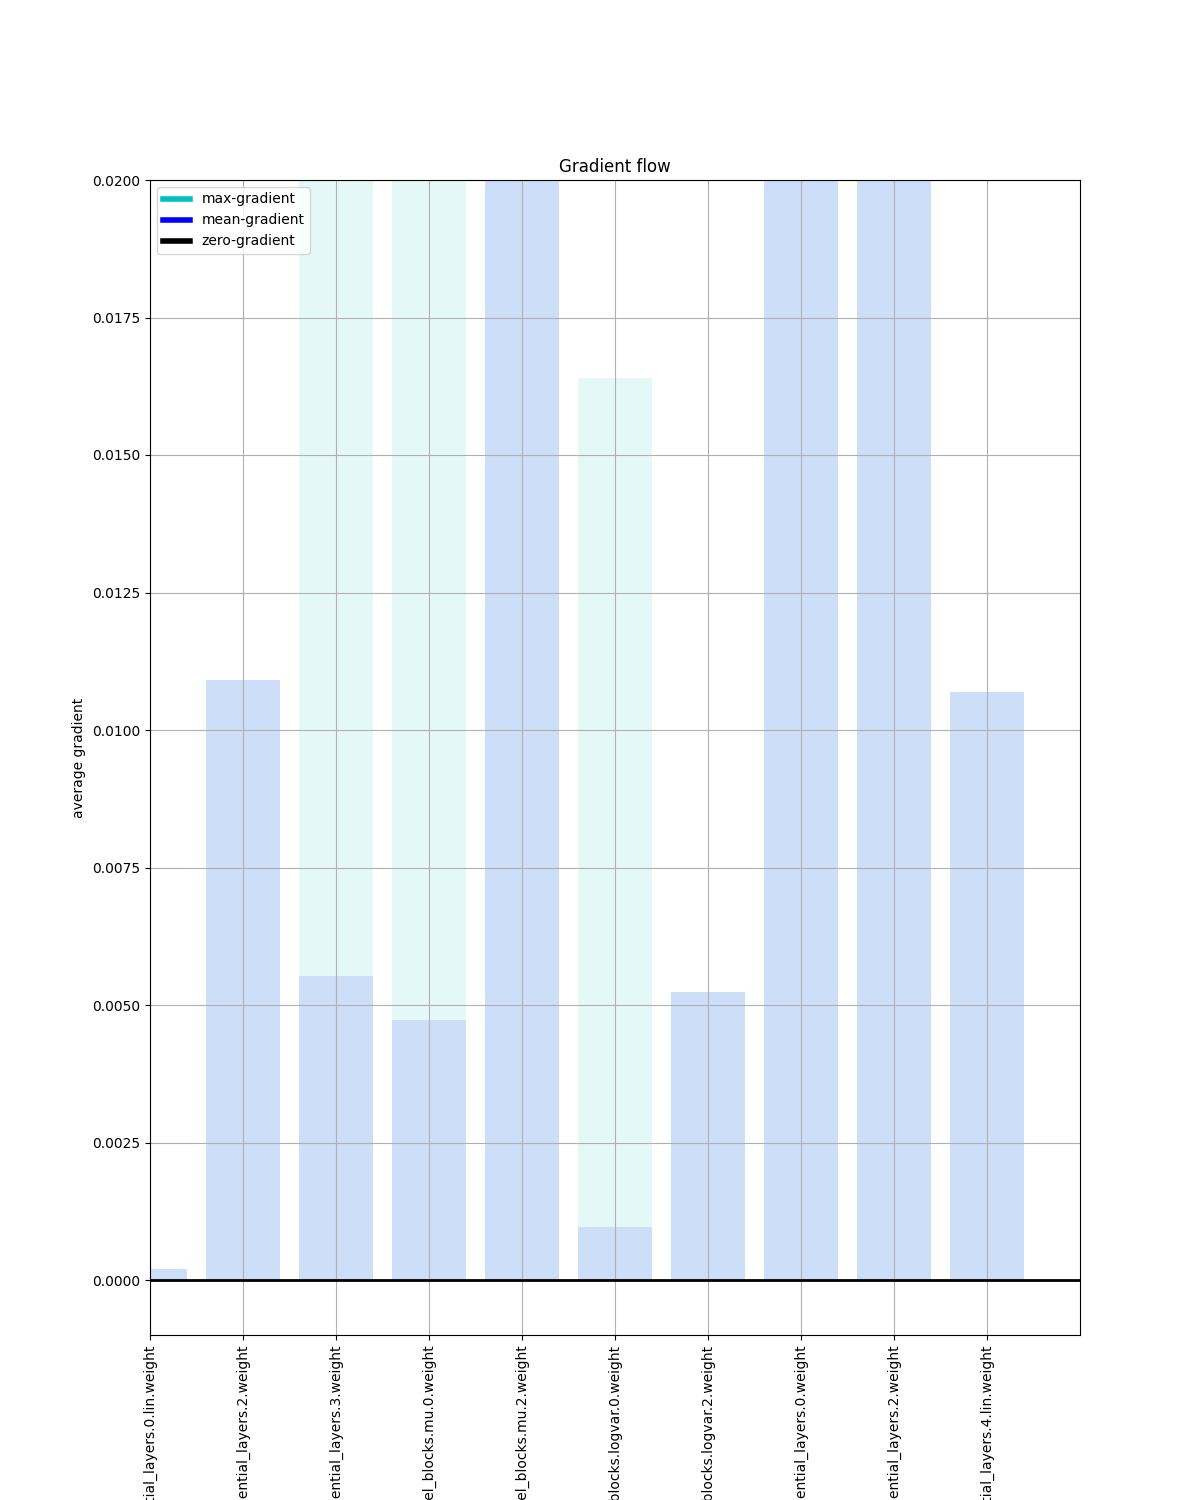 Gradient flow
max-gradient
mean-gradient
zero-gradient
0.0200
0.0175
0.0150
0.0125
0.0100
0.0075
0.0050
0.0025
0.0000
average gradient
tial_layers.0.lin.weight
ential_layers.2.weight
ential_layers.3.weight
el_blocks.mu.0.weight
el_blocks.mu.2.weight
blocks.logvar.0.weight
blocks.logvar.2.weight
ential_layers.0.weight
ential_layers.2.weight
tial_layers.4.lin.weight